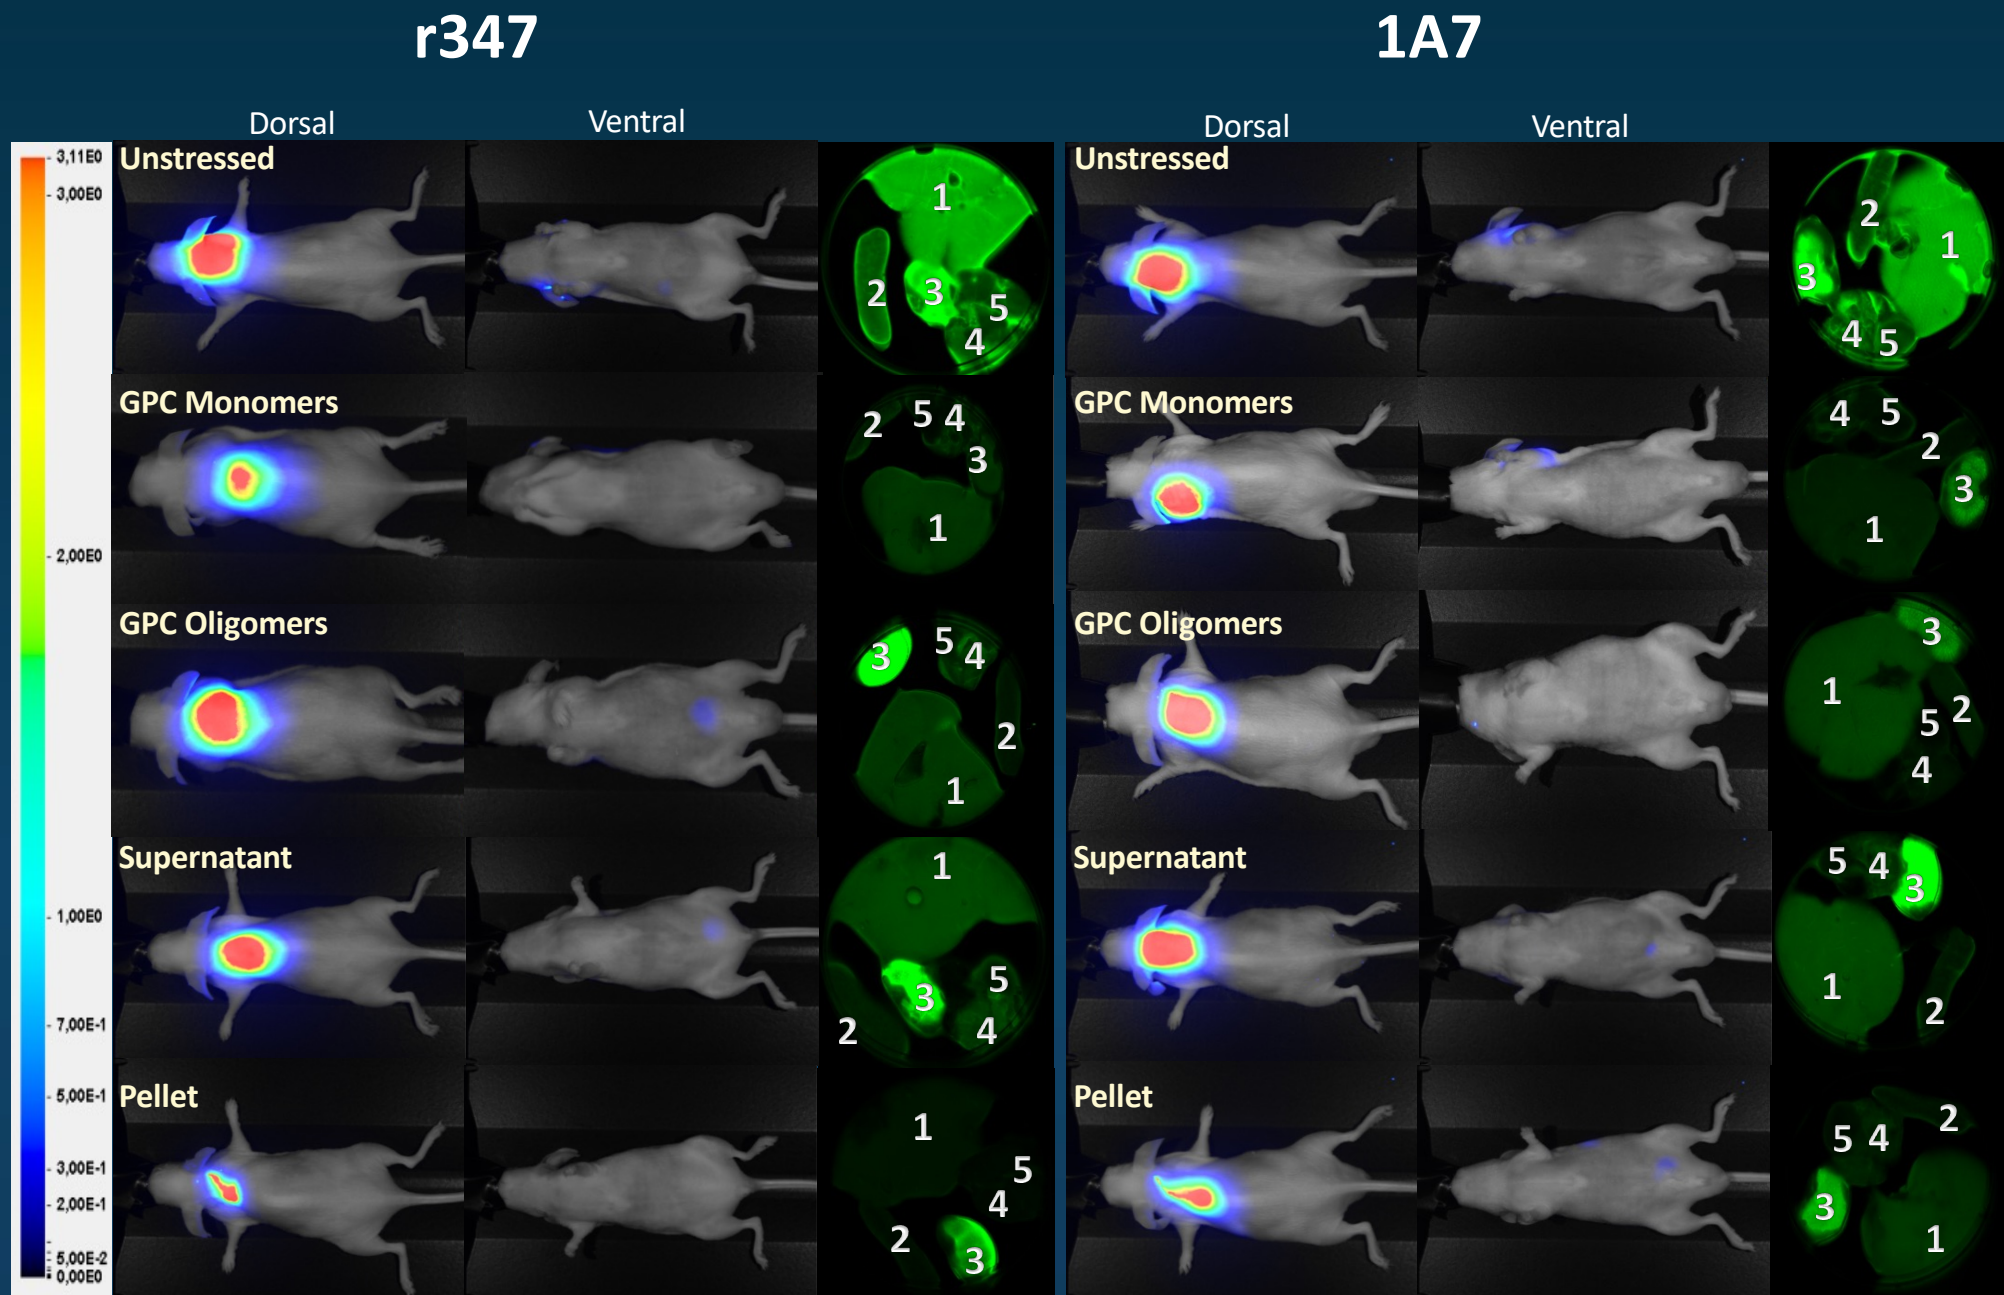 r347
1A7
Dorsal
Ventral
Dorsal
Ventral
3,11E0
3,00E0
2,00E0
1,00E0
7,00E-1
5,00E-1
3,00E-1
2,00E-1
5,00E-2
0,00E0
Unstressed
1
2
3
5
4
Unstressed
2
1
3
4
5
GPC Monomers
2
5
4
3
1
GPC Monomers
4
5
2
3
1
GPC Oligomers
3
5
4
2
1
GPC Oligomers
3
1
5
2
4
Supernatant
1
3
5
2
4
Supernatant
5
4
3
1
2
Pellet
1
5
4
2
3
Pellet
2
5
4
3
1